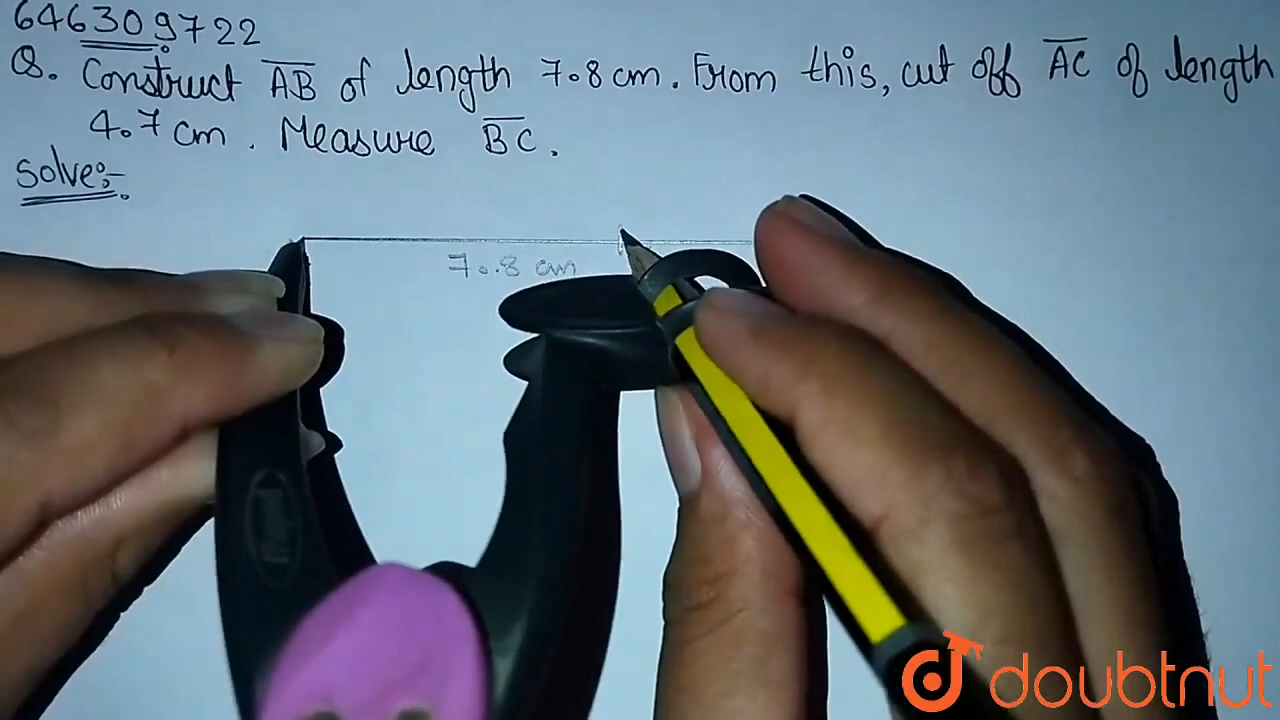 646309722
Q. Construct AB of length 7.8 cm. From this, cut off AC of length
4.7 cm. Measure BC.
Solve:-
7.8 cm
doubtnut